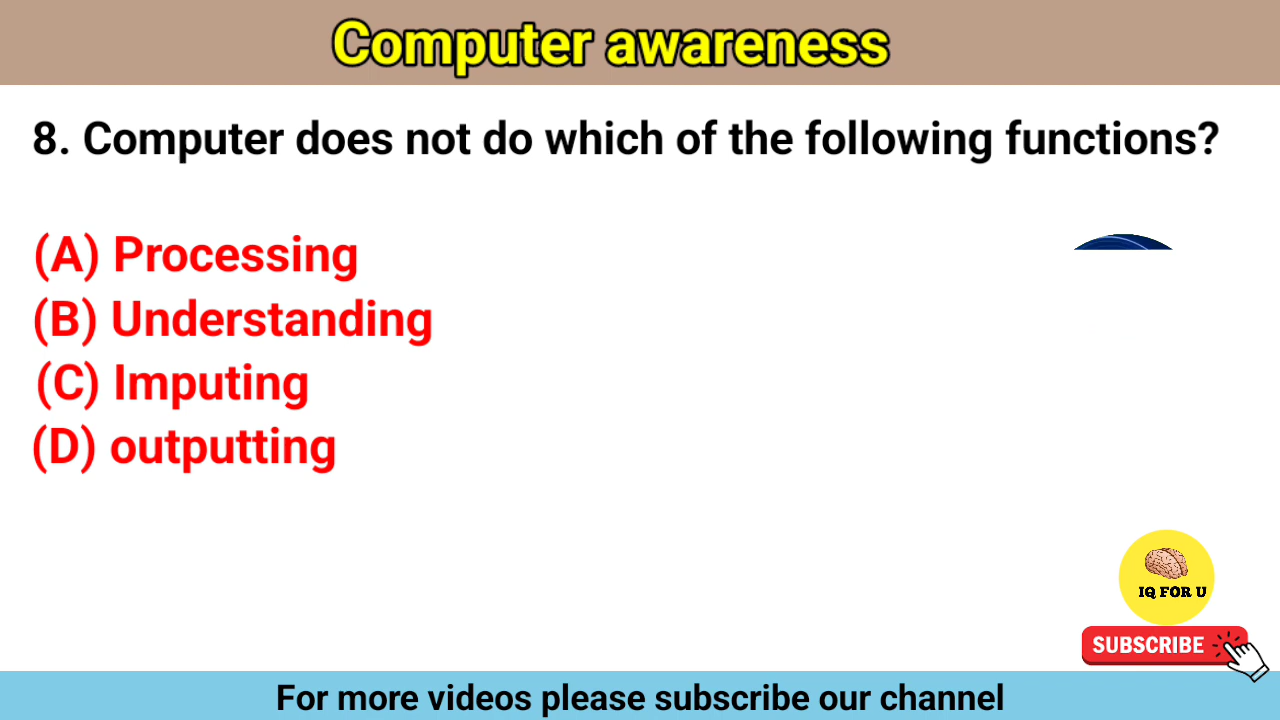 Computer awareness
8. Computer does not do which of the following functions?
(A) Processing
(B) Understanding
(C) Imputing
(D) outputting
IQ FOR U
SUBSCRIBE
For more videos please subscribe our channel